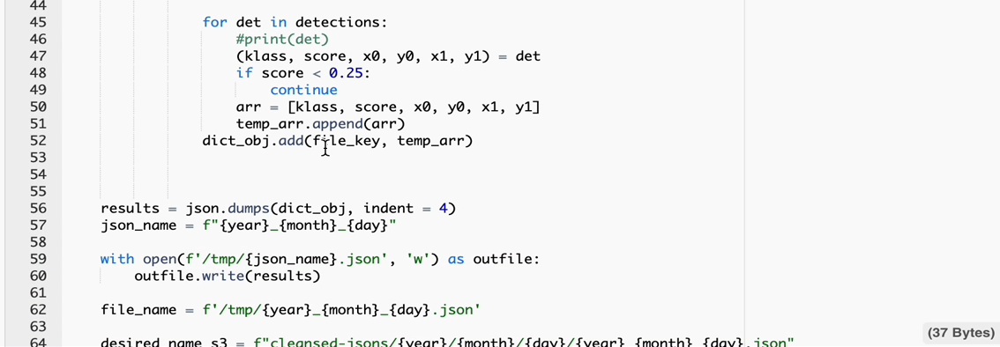 44
45 for det in detections:
46 #print(det)
47 (klass, score, x0, y0, x1, y1) = det
48 if score < 0.25:
49 continue
50 arr = [klass, score, x0, y0, x1, y1]
51 temp_arr.append(arr)
52 dict_obj.add(file_key, temp_arr)
53
54
55
56 results = json.dumps(dict_obj, indent = 4)
57 json_name = f"{year}_{month}_{day}"
58
59 with open(f'/tmp/{json_name}.json', 'w') as outfile:
60 outfile.write(results)
61
62 file_name = f'/tmp/{year}_{month}_{day}.json'
63
64 desired_name_s3 = f"cleansed-jsons/{year}/{month}/{day}/{year}_{month}_{day}.json"
(37 Bytes)